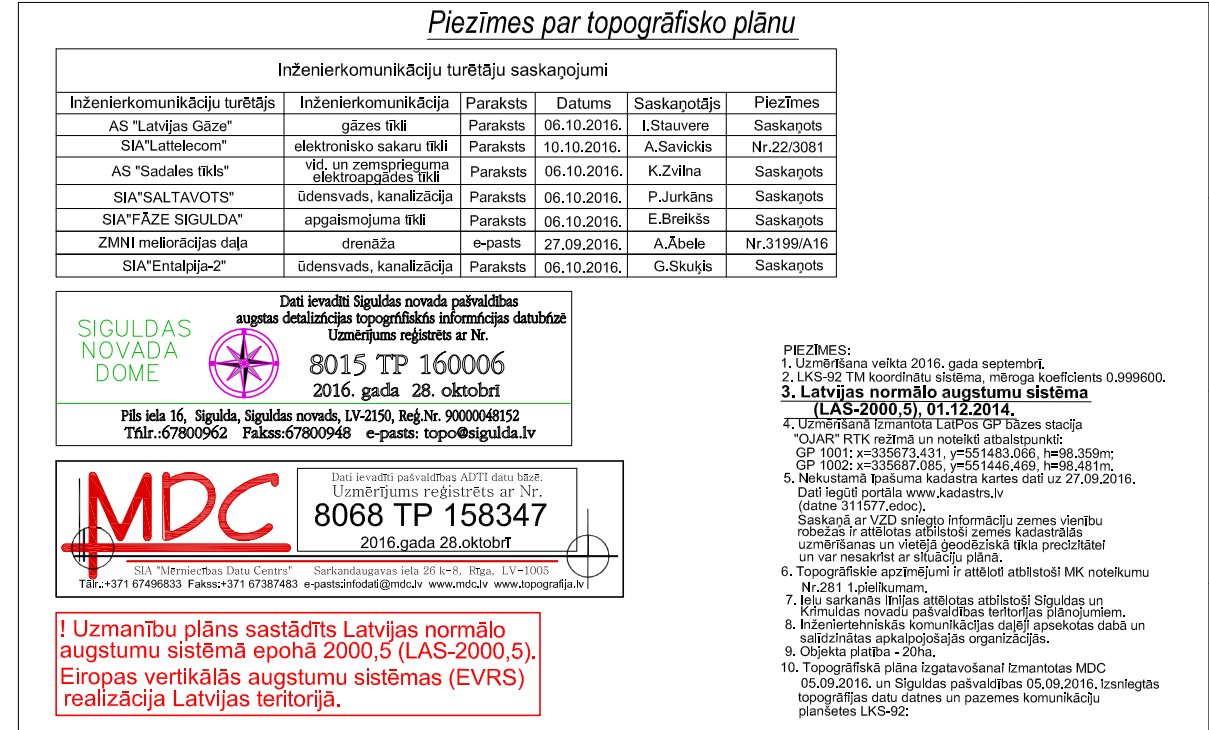 Piezīmes par topogrāfisko plānu
Inženierkomunikāciju turētāju saskaņojumi
Inženierkomunikāciju turētājs Inženierkomunikācija Paraksts Datums Saskaņotājs Piezīmes
AS "Latvijas Gāze" gāzes tīkli Paraksts 06.10.2016. I.Stauvere Saskaņots
SIA"Lattelecom" elektronisko sakaru tīkli Paraksts 10.10.2016. A.Savickis Nr.22/3081
AS "Sadales tīkls" vid. un zemsprieguma elektroapgādes tīkli Paraksts 06.10.2016. K.Zvilna Saskaņots
SIA"SALTAVOTS" ūdensvads, kanalizācija Paraksts 06.10.2016. P.Jurkāns Saskaņots
SIA"FĀZE SIGULDA" apgaismojuma tīkli Paraksts 06.10.2016. E.Breikšs Saskaņots
ZMNI meliorācijas daļa drenāža e-pasts 27.09.2016. A.Ābele Nr.3199/A16
SIA"Entalpija-2" ūdensvads, kanalizācija Paraksts 06.10.2016. G.Skuķis Saskaņots
SIGULDAS
NOVADA
DOME
Dati ievadīti Siguldas novada pašvaldības
augstas detalizńcijas topogrńfiskńs informńcijas datubńzē
Uzmērījums reģistrēts ar Nr.
8015 TP 160006
2016. gada 28. oktobrī
Pils iela 16, Sigulda, Siguldas novads, LV-2150, Reģ.Nr. 90000048152
Tńlr.:67800962 Fakss:67800948 e-pasts: topo@sigulda.lv
MDC
Dati ievadīti pašvaldības ADTI datu bāzē.
Uzmērījums reģistrēts ar Nr.
8068 TP 158347
2016.gada 28.oktobrī
SIA "Mērniecības Datu Centrs" Sarkandaugavas iela 26 k-8, Rīga, LV-1005
Tālr.:+371 67496833 Fakss:+371 67387483 e-pasts:infodati@mdc.lv www.mdc.lv www.topografija.lv
! Uzmanību plāns sastādīts Latvijas normālo
augstumu sistēmā epohā 2000,5 (LAS-2000,5).
Eiropas vertikālās augstumu sistēmas (EVRS)
realizācija Latvijas teritorijā.
PIEZĪMES:
1. Uzmērīšana veikta 2016. gada septembrī.
2. LKS-92 TM koordinātu sistēma, mēroga koeficients 0.999600.
3. Latvijas normālo augstumu sistēma
(LAS-2000,5), 01.12.2014.
4. Uzmērīšanā izmantota LatPos GP bāzes stacija
"OJAR" RTK režīmā un noteikti atbalstpunkti:
GP 1001: x=335673.431, y=551483.066, h=98.359m;
GP 1002: x=335687.085, y=551446.469, h=98.481m.
5. Nekustamā īpašuma kadastra kartes dati uz 27.09.2016.
Dati iegūti portāla www.kadastrs.lv
(datne 311577.edoc).
Saskaņā ar VZD sniegto informāciju zemes vienību
robežas ir attēlotas atbilstoši zemes kadastrālās
uzmērīšanas un vietējā ģeodēziskā tīkla precizitātei
un var nesakrist ar situāciju plānā.
6. Topogrāfiskie apzīmējumi ir attēloti atbilstoši MK noteikumu
Nr.281 1.pielikumam.
7. Ielu sarkanās līnijas attēlotas atbilstoši Siguldas un
Krimuldas novadu pašvaldības teritorijas plānojumiem.
8. Inženiertehniskās komunikācijas daļēji apsekotas dabā un
salīdzinātas apkalpojošajās organizācijās.
9. Objekta platība - 20ha.
10. Topogrāfiskā plāna izgatavošanai izmantotas MDC
05.09.2016. un Siguldas pašvaldības 05.09.2016. izsniegtās
topogrāfijas datu datnes un pazemes komunikāciju
planšetes LKS-92: